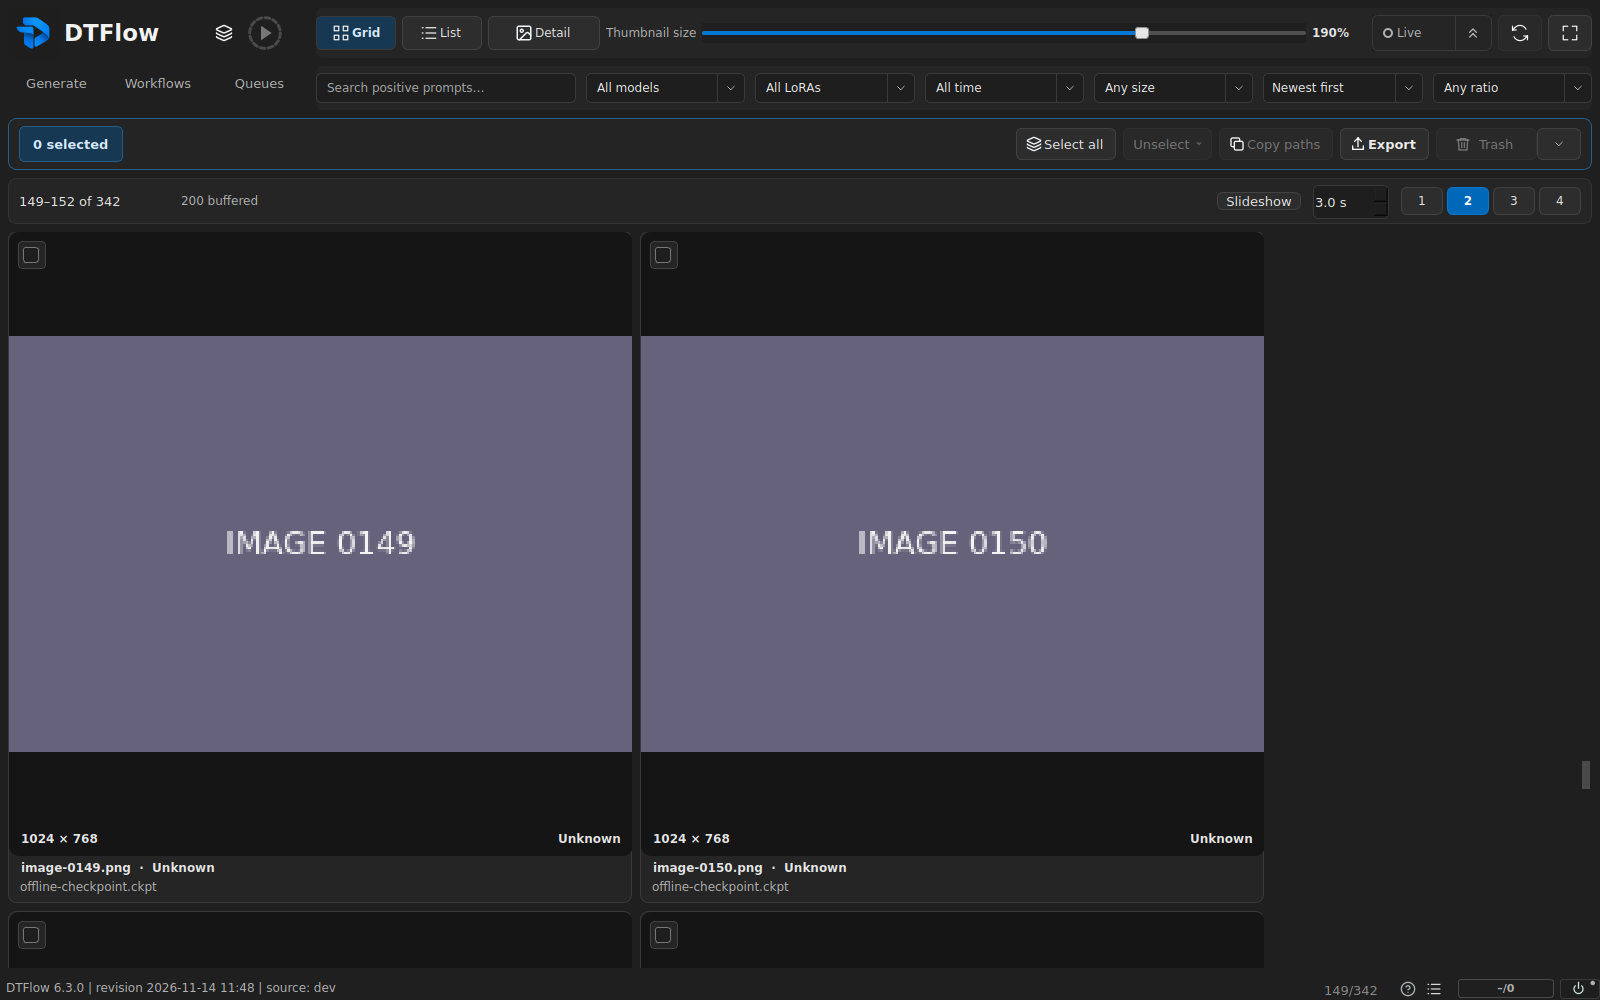 DTFlow
Grid
List
Detail
Thumbnail size
190%
Live
Generate
Workflows
Queues
Search positive prompts...
All models
All LoRAs
All time
Any size
Newest first
Any ratio
0 selected
Select all
Unselect
Copy paths
Export
Trash
149–152 of 342
200 buffered
Slideshow
3.0 s
1
2
3
4
IMAGE 0149
IMAGE 0150
1024 × 768
Unknown
1024 × 768
Unknown
image-0149.png · Unknown
offline-checkpoint.ckpt
image-0150.png · Unknown
offline-checkpoint.ckpt
DTFlow 6.3.0 | revision 2026-11-14 11:48 | source: dev
149/342
–/0